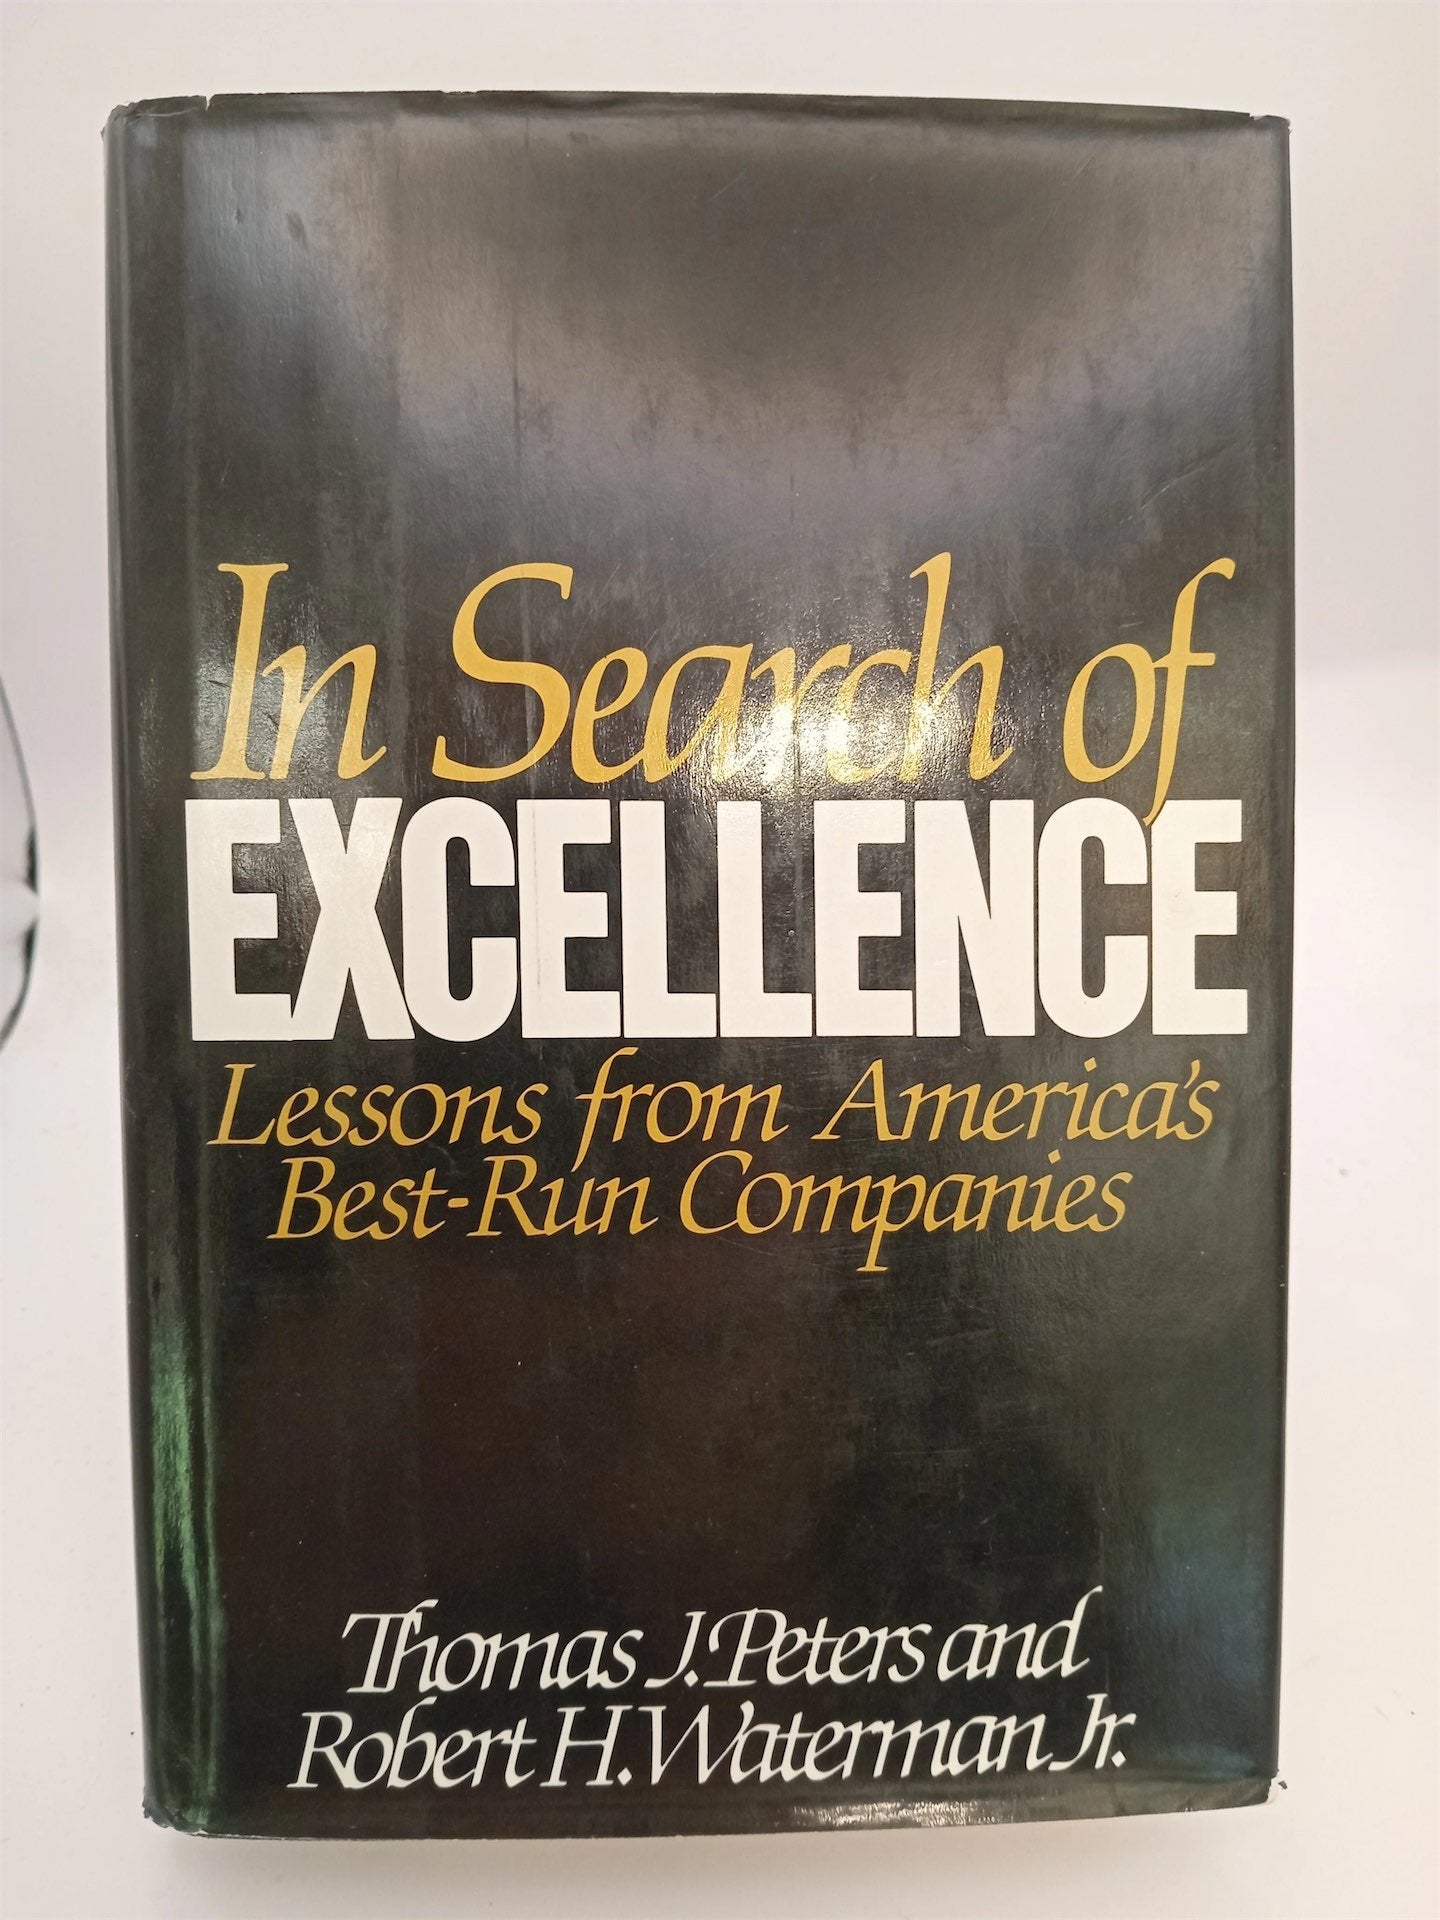 In Search of
EXCELLENCE
Lessons from America's
Best-Run Companies
Thomas J. Peters and
Robert H. Waterman Jr.